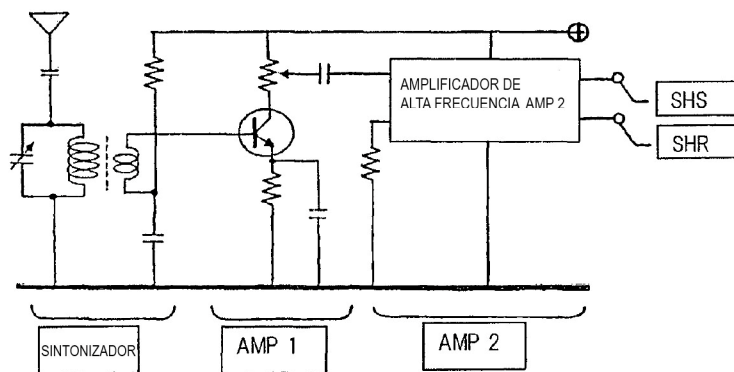 AMPLIFICADOR DE
ALTA FRECUENCIA AMP 2
SHS
SHR
SINTONIZADOR
AMP 1
AMP 2